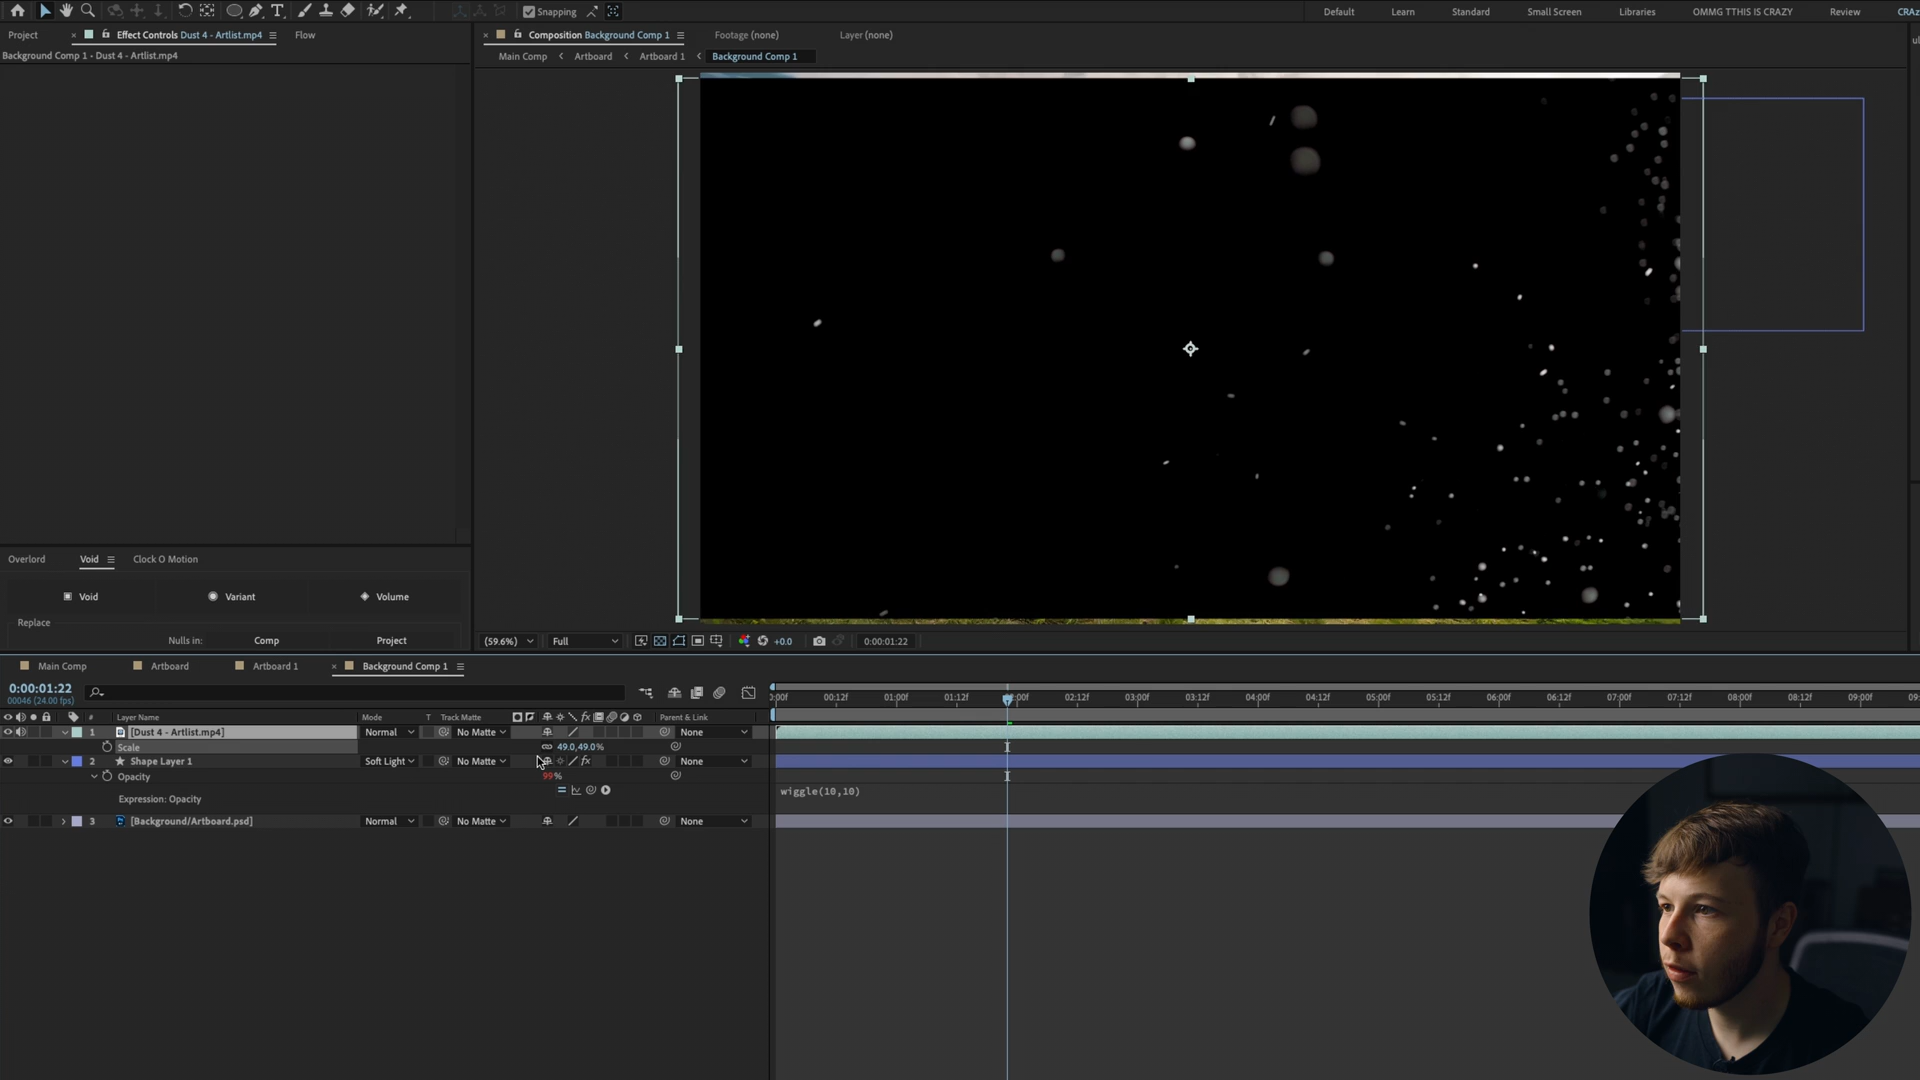 Snapping
Default Learn Standard Small Screen Libraries OMMG TTHIS IS CRAZY Review CRAz
Project × Effect Controls Dust 4 - Artlist.mp4 Flow
× Composition Background Comp 1 Footage (none) Layer (none)
Background Comp 1 - Dust 4 - Artlist.mp4
Main Comp Artboard Artboard 1 Background Comp 1
Overlord Void Clock O Motion
Void Variant Volume
Replace
Nulls in: Comp Project
(59.6%) Full +0.0 0:00:01:22
Main Comp Artboard Artboard 1 × Background Comp 1
0:00:01:22
00046 (24.00 fps)
:00f 00:12f 01:00f 01:12f 02:12f 03:00f 03:12f 04:00f 04:12f 05:00f 05:12f 06:00f 06:12f 07:00f 07:12f 08:00f 08:12f 09:00f
# Layer Name Mode T Track Matte Parent & Link
1 [Dust 4 - Artlist.mp4] Normal No Matte None
Scale 49.0,49.0%
2 Shape Layer 1 Soft Light No Matte fx None
Opacity 99%
Expression: Opacity wiggle(10,10)
3 [Background/Artboard.psd] Normal No Matte None